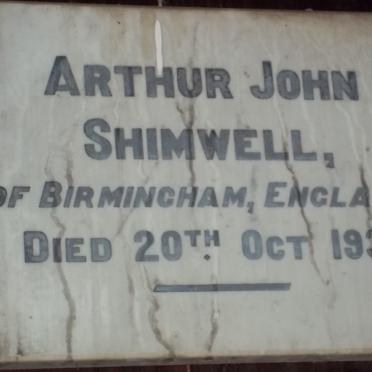 ARTHUR JOHN
SHIMWELL,
OF BIRMINGHAM, ENGLA
DIED 20TH OCT 193